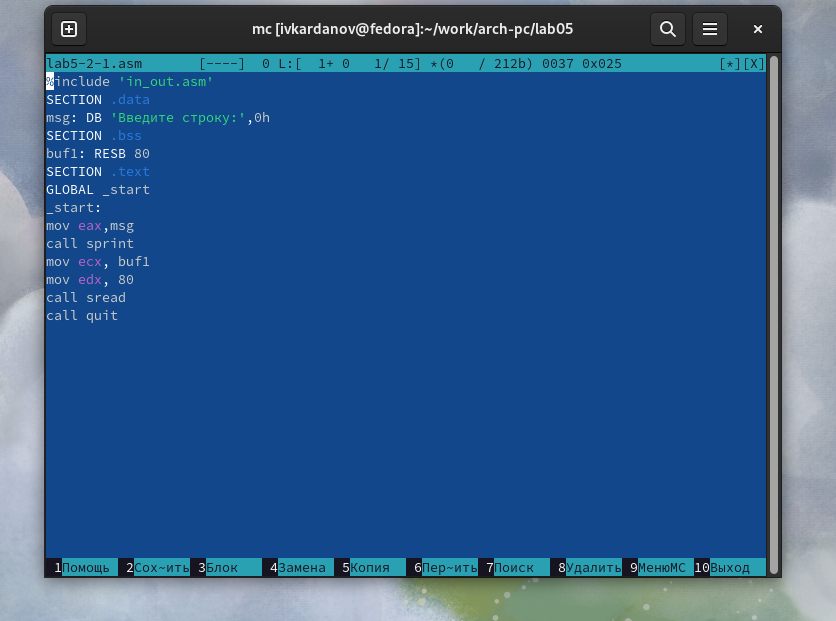 mc [ivkardanov@fedora]:~/work/arch-pc/lab05
lab5-2-1.asm [----] 0 L:[ 1+ 0 1/ 15] *(0 / 212b) 0037 0x025 [*][X]
%include 'in_out.asm'
SECTION .data
msg: DB 'Введите строку:',0h
SECTION .bss
buf1: RESB 80
SECTION .text
GLOBAL _start
_start:
mov eax,msg
call sprint
mov ecx, buf1
mov edx, 80
call sread
call quit
1Помощь 2Сох~ить 3Блок 4Замена 5Копия 6Пер~ить 7Поиск 8Удалить 9МенюМС 10Выход